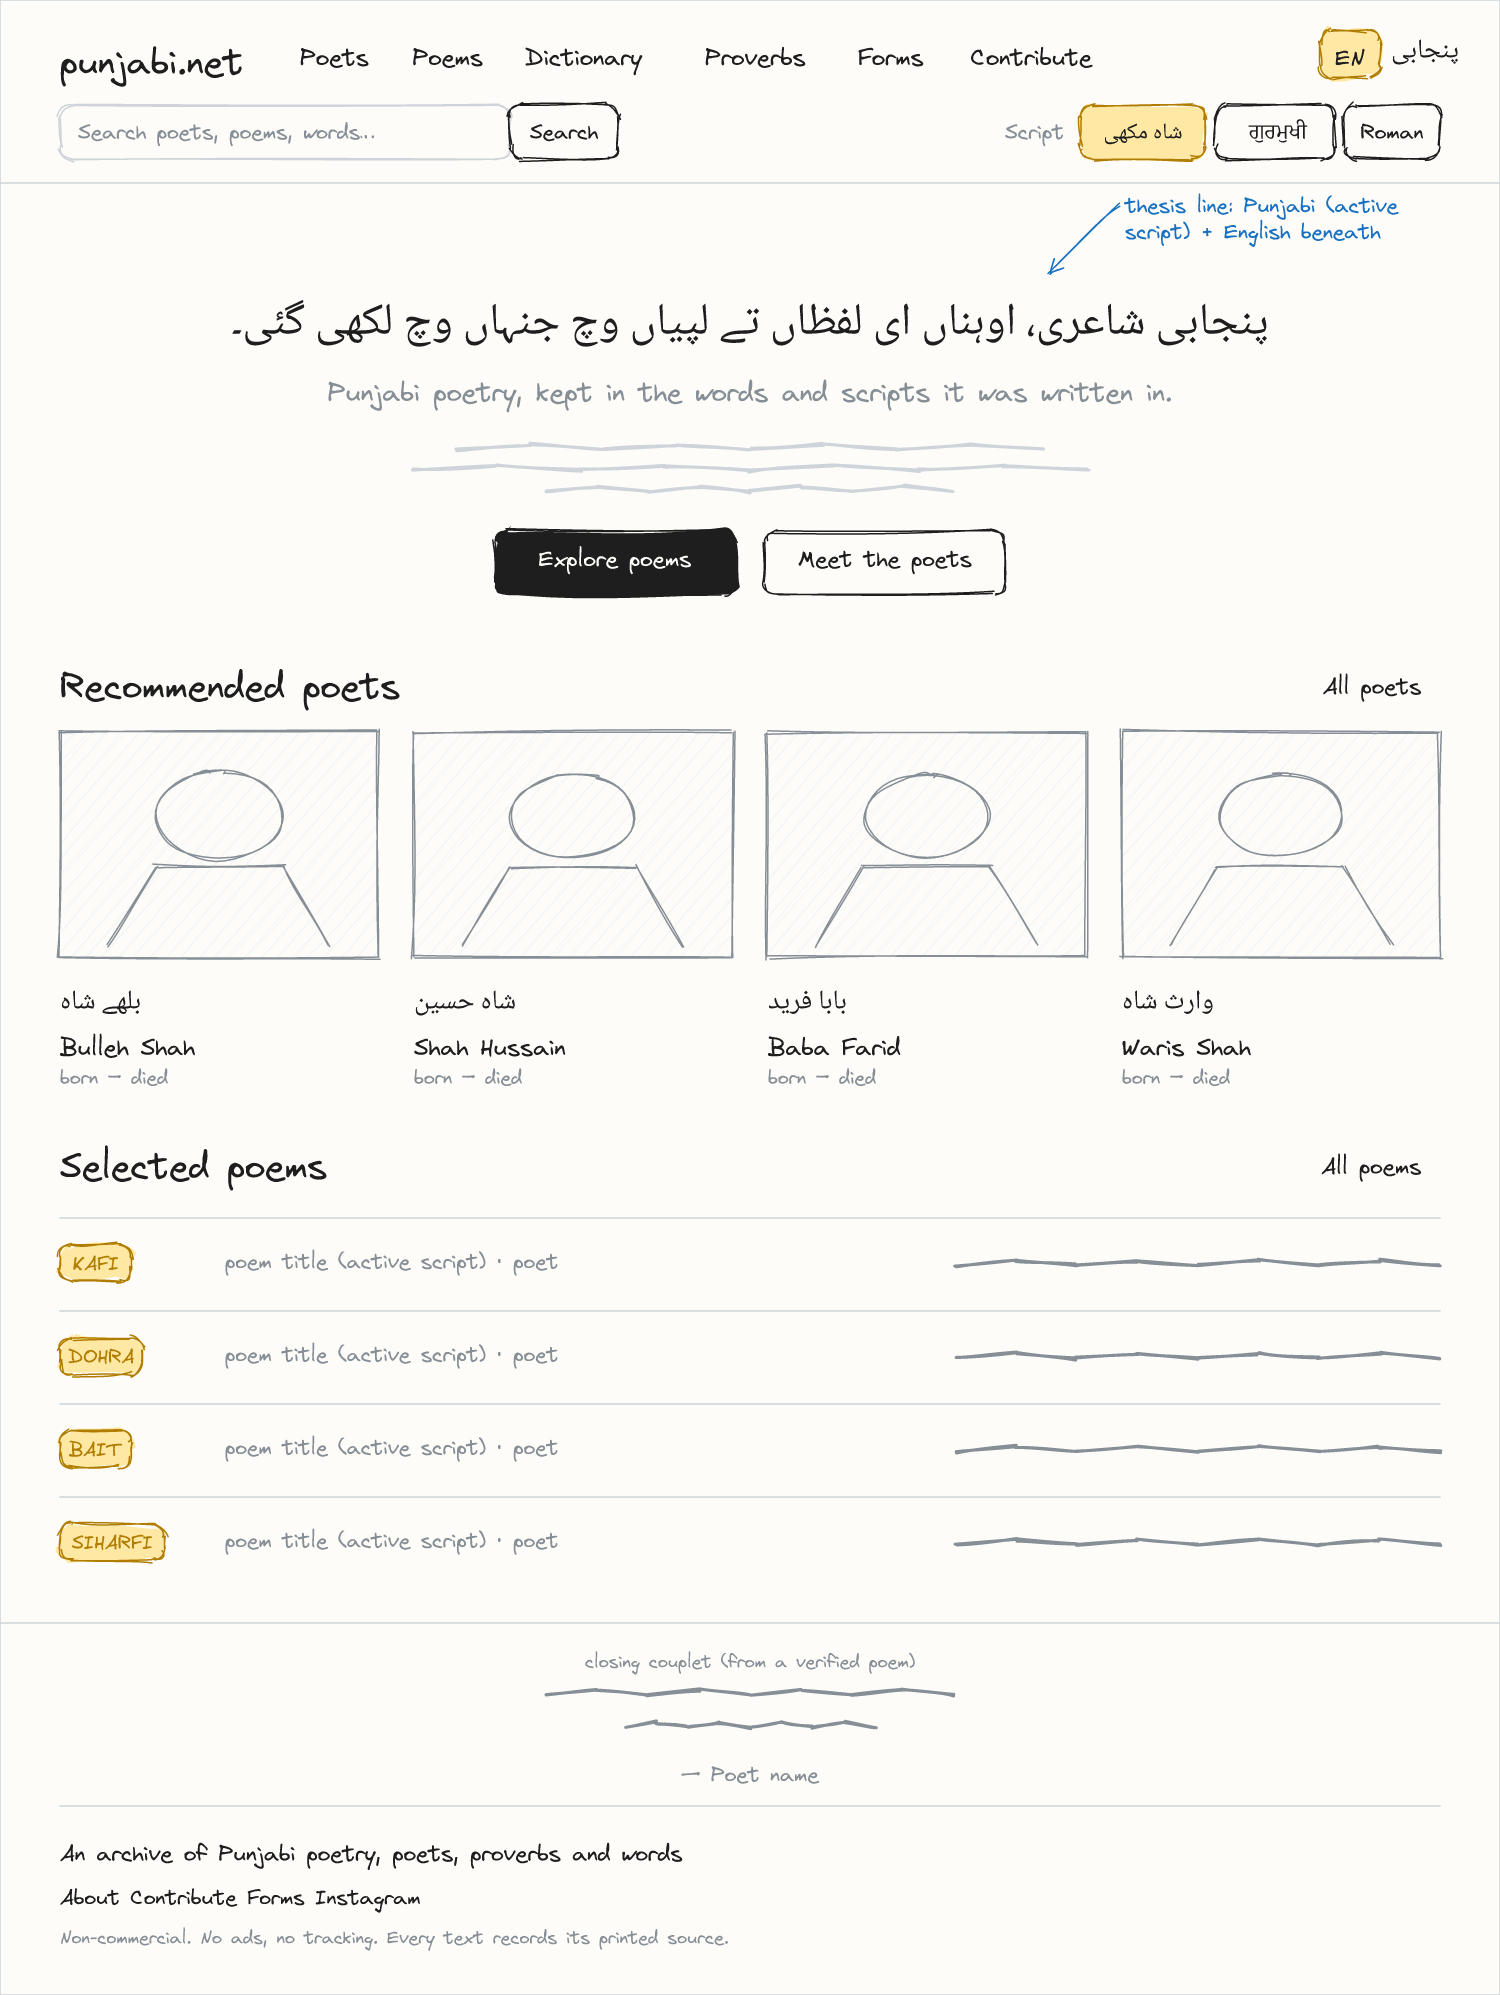 punjabi.net Poets Poems Dictionary Proverbs Forms Contribute EN پنجابی
Search poets, poems, words... Search Script شاہ مکھی ਗੁਰਮੁਖੀ Roman
thesis line: Punjabi (active
script) + English beneath
پنجابی شاعری، اوہناں ای لفظاں تے لپیاں وچ جنہاں وچ لکھی گئی۔
Punjabi poetry, kept in the words and scripts it was written in.
Explore poems Meet the poets
Recommended poets All poets
بلھے شاہ شاہ حسین بابا فرید وارث شاہ
Bulleh Shah Shah Hussain Baba Farid Waris Shah
born — died born — died born — died born — died
Selected poems All poems
KAFI poem title (active script) · poet
DOHRA poem title (active script) · poet
BAIT poem title (active script) · poet
SIHARFI poem title (active script) · poet
closing couplet (from a verified poem)
— Poet name
An archive of Punjabi poetry, poets, proverbs and words
About Contribute Forms Instagram
Non-commercial. No ads, no tracking. Every text records its printed source.